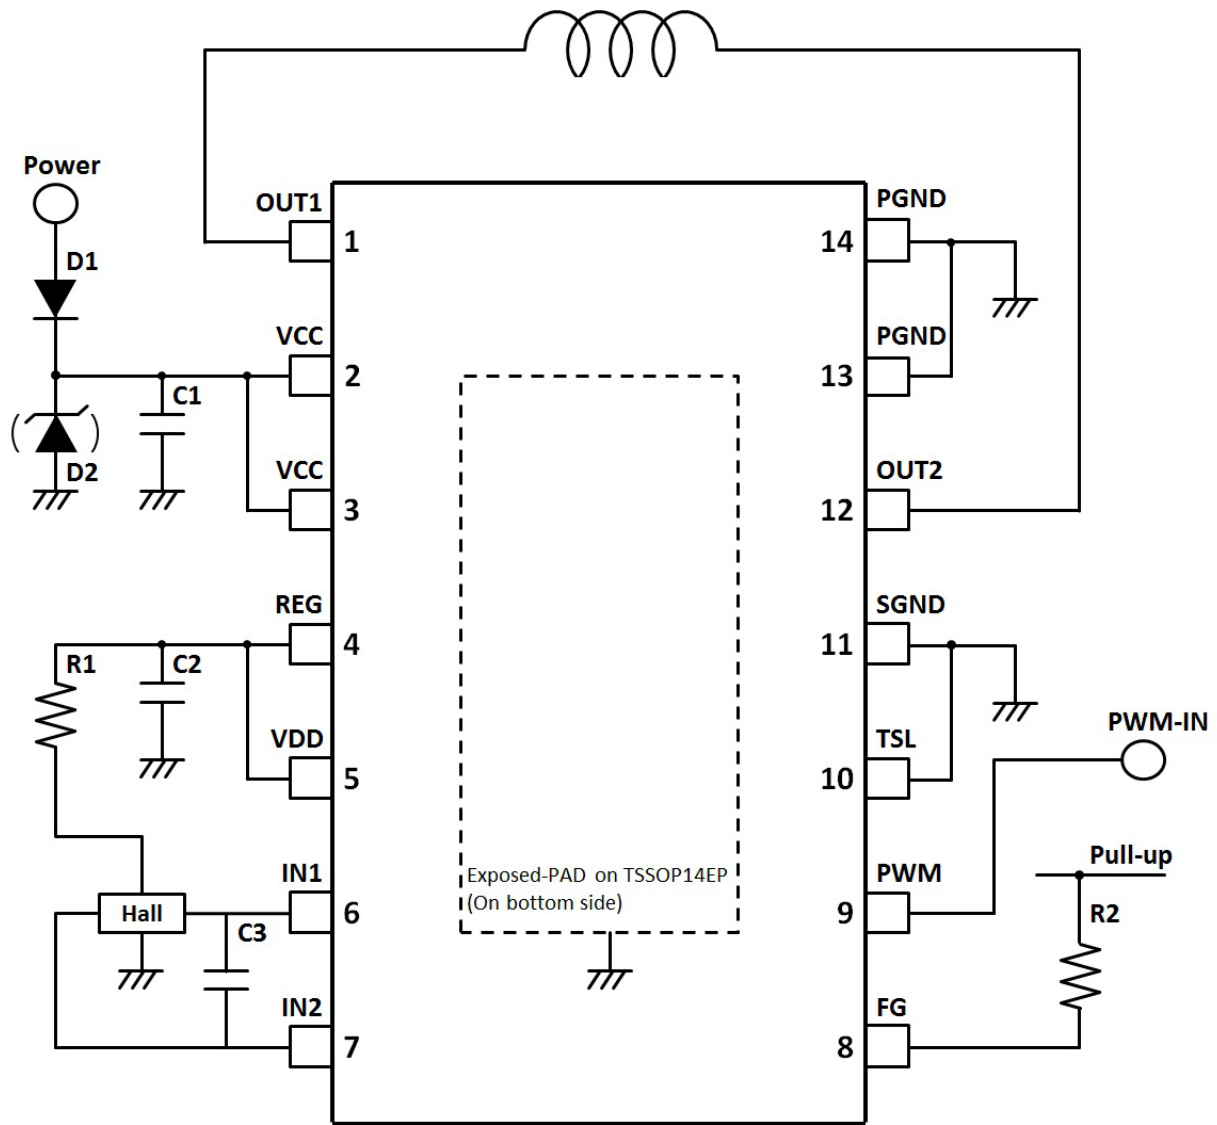 Power
D1
D2
C1
OUT1
1
VCC
2
VCC
3
REG
4
R1
C2
VDD
5
IN1
6
Hall
C3
IN2
7
Exposed-PAD on TSSOP14EP
(On bottom side)
PGND
14
PGND
13
OUT2
12
SGND
11
TSL
10
PWM-IN
PWM
9
Pull-up
R2
FG
8